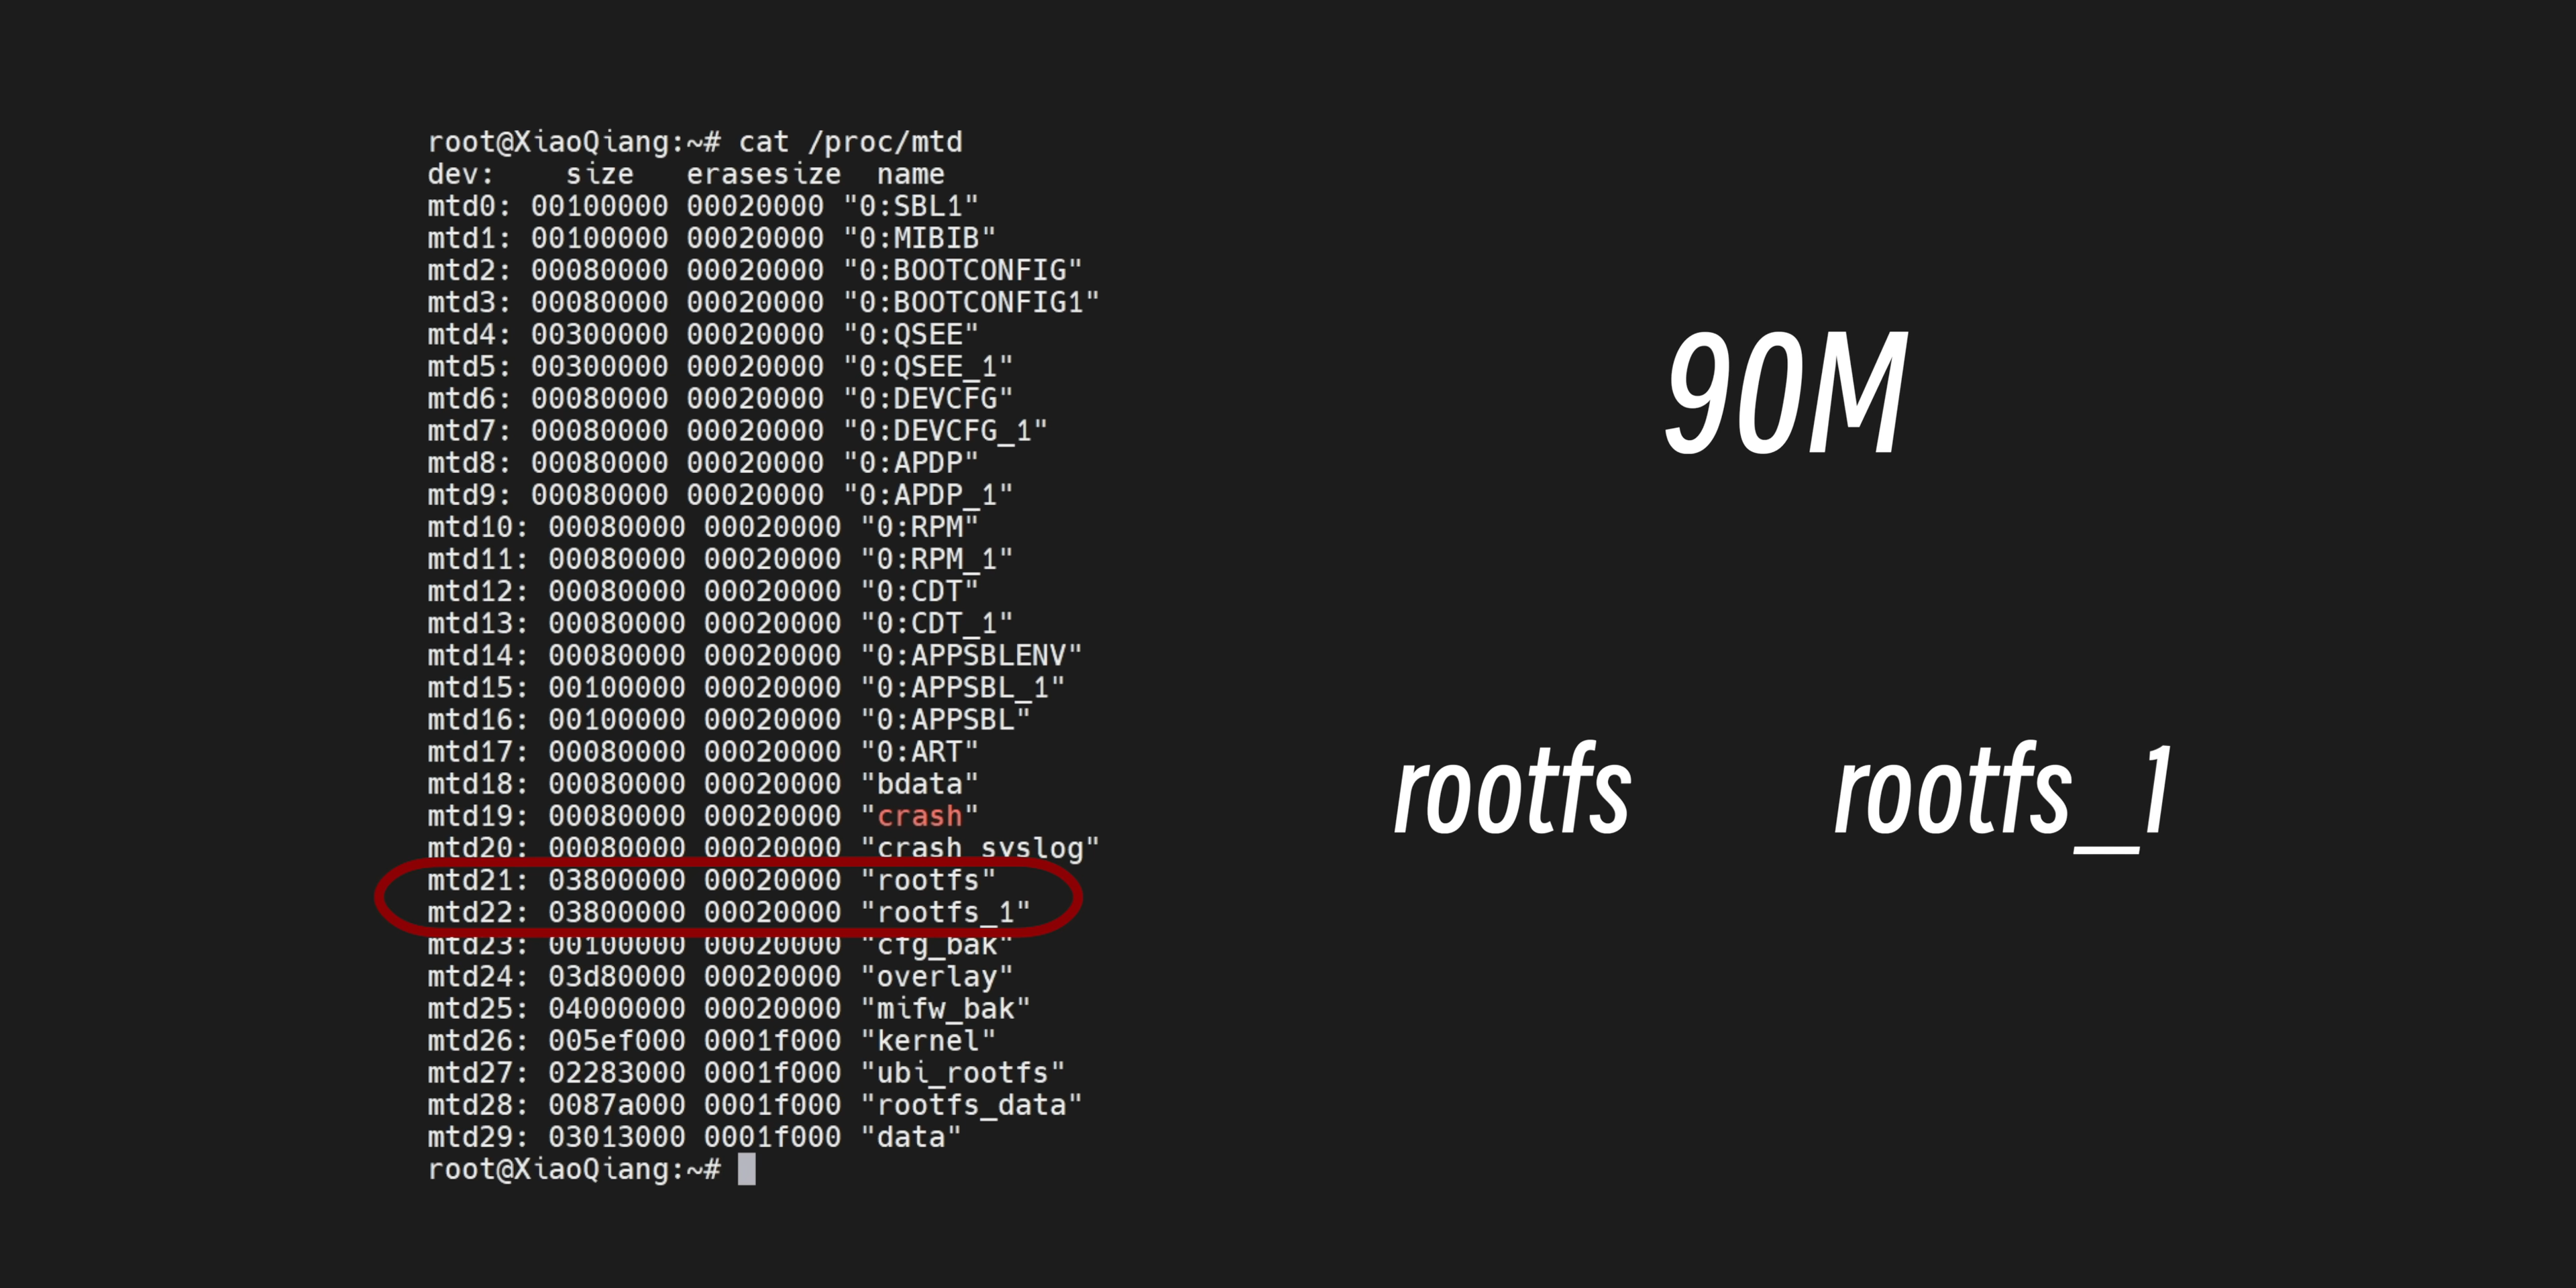 root@XiaoQiang:~# cat /proc/mtd
dev:    size   erasesize  name
mtd0: 00100000 00020000 "0:SBL1"
mtd1: 00100000 00020000 "0:MIBIB"
mtd2: 00080000 00020000 "0:BOOTCONFIG"
mtd3: 00080000 00020000 "0:BOOTCONFIG1"
mtd4: 00300000 00020000 "0:QSEE"
mtd5: 00300000 00020000 "0:QSEE_1"
mtd6: 00080000 00020000 "0:DEVCFG"
mtd7: 00080000 00020000 "0:DEVCFG_1"
mtd8: 00080000 00020000 "0:APDP"
mtd9: 00080000 00020000 "0:APDP_1"
mtd10: 00080000 00020000 "0:RPM"
mtd11: 00080000 00020000 "0:RPM_1"
mtd12: 00080000 00020000 "0:CDT"
mtd13: 00080000 00020000 "0:CDT_1"
mtd14: 00080000 00020000 "0:APPSBLENV"
mtd15: 00100000 00020000 "0:APPSBL_1"
mtd16: 00100000 00020000 "0:APPSBL"
mtd17: 00080000 00020000 "0:ART"
mtd18: 00080000 00020000 "bdata"
mtd19: 00080000 00020000 "crash"
mtd20: 00080000 00020000 "crash_syslog"
mtd21: 03800000 00020000 "rootfs"
mtd22: 03800000 00020000 "rootfs_1"
mtd23: 00100000 00020000 "cfg_bak"
mtd24: 03d80000 00020000 "overlay"
mtd25: 04000000 00020000 "mifw_bak"
mtd26: 005ef000 0001f000 "kernel"
mtd27: 02283000 0001f000 "ubi_rootfs"
mtd28: 0087a000 0001f000 "rootfs_data"
mtd29: 03013000 0001f000 "data"
root@XiaoQiang:~#
90M
rootfs
rootfs_1